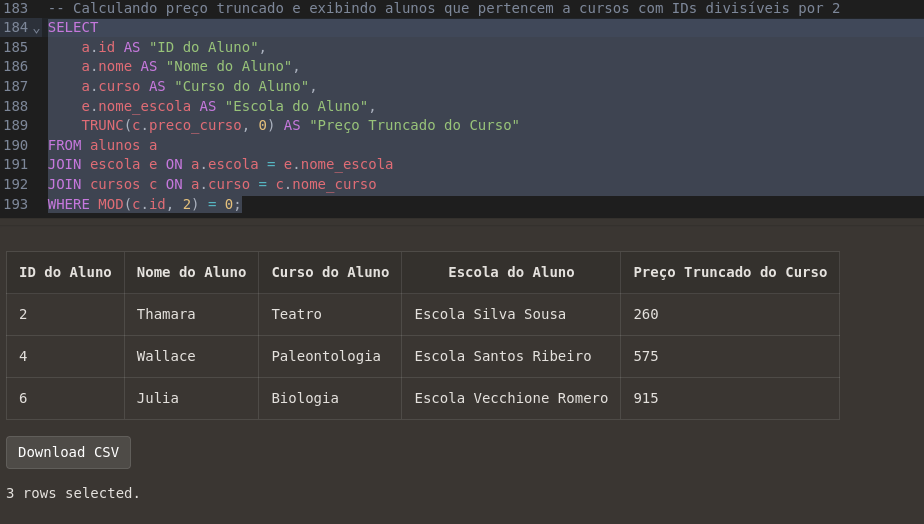 183 -- Calculando preço truncado e exibindo alunos que pertencem a cursos com IDs divisíveis por 2
184 SELECT
185 a.id AS "ID do Aluno",
186 a.nome AS "Nome do Aluno",
187 a.curso AS "Curso do Aluno",
188 e.nome_escola AS "Escola do Aluno",
189 TRUNC(c.preco_curso, 0) AS "Preço Truncado do Curso"
190 FROM alunos a
191 JOIN escola e ON a.escola = e.nome_escola
192 JOIN cursos c ON a.curso = c.nome_curso
193 WHERE MOD(c.id, 2) = 0;
ID do Aluno Nome do Aluno Curso do Aluno Escola do Aluno Preço Truncado do Curso
2 Thamara Teatro Escola Silva Sousa 260
4 Wallace Paleontologia Escola Santos Ribeiro 575
6 Julia Biologia Escola Vecchione Romero 915
Download CSV
3 rows selected.